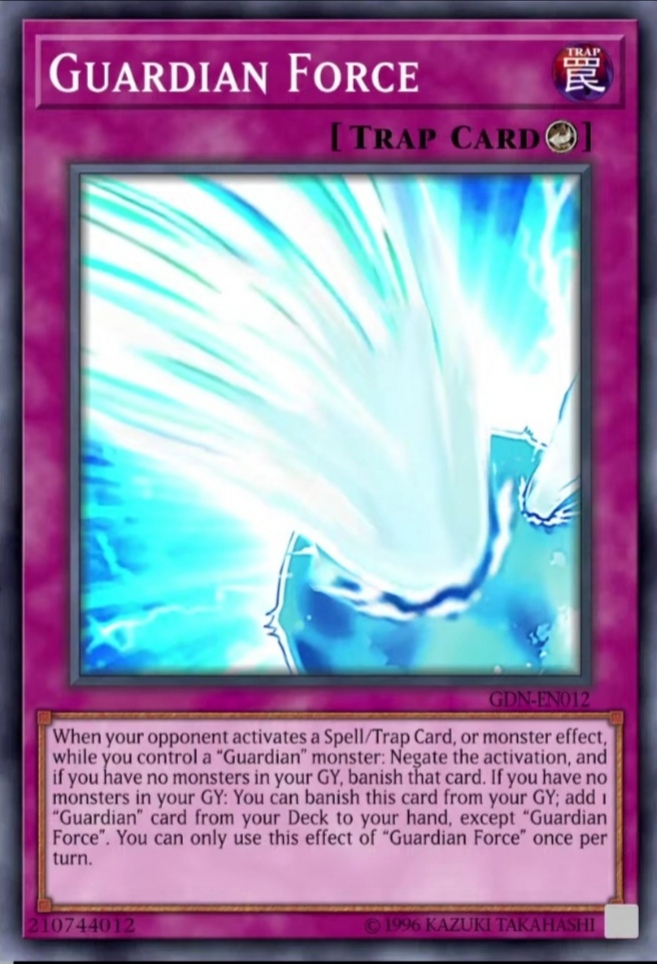 GUARDIAN FORCE
TRAP
罠
[TRAP CARD]
GDN-EN012
When your opponent activates a Spell/Trap Card, or monster effect,
while you control a “Guardian” monster: Negate the activation, and
if you have no monsters in your GY, banish that card. If you have no
monsters in your GY: You can banish this card from your GY; add 1
“Guardian” card from your Deck to your hand, except “Guardian
Force”. You can only use this effect of “Guardian Force” once per
turn.
210744012
© 1996 KAZUKI TAKAHASHI